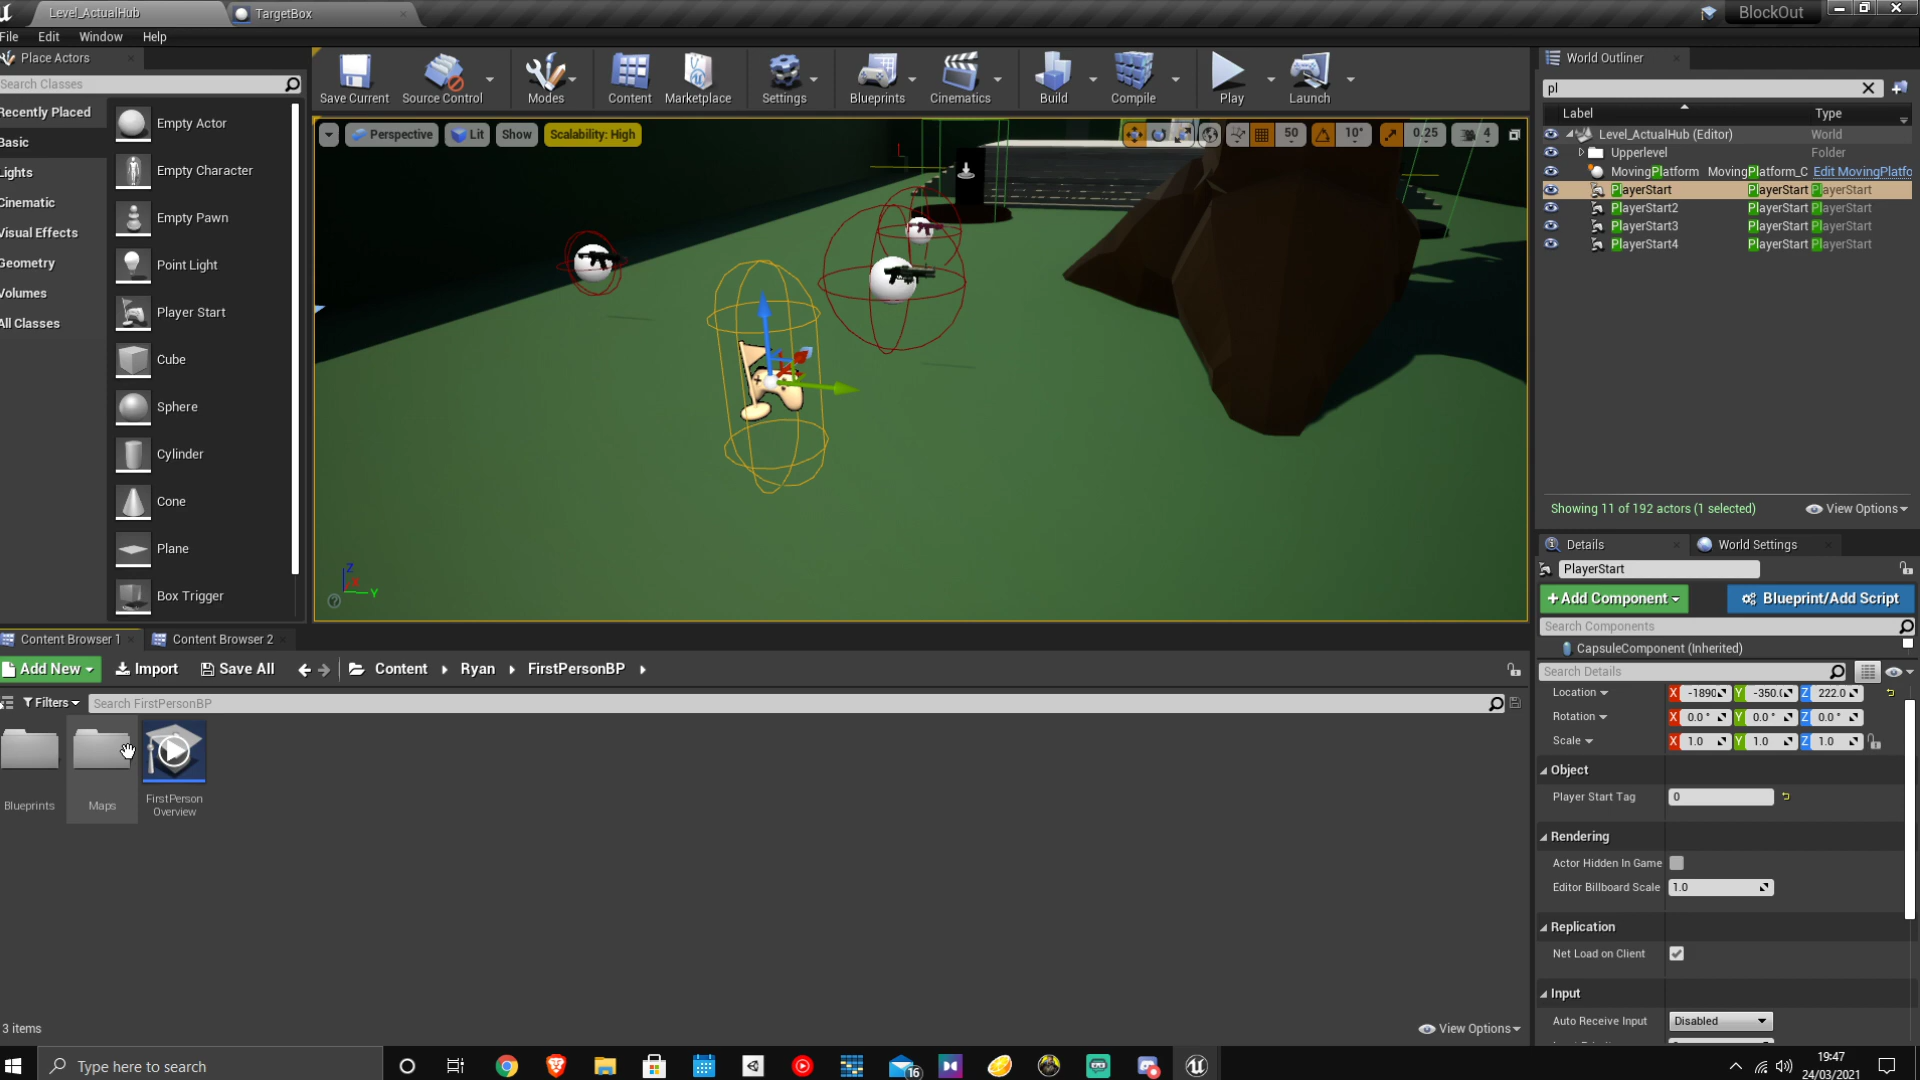 Level_ActualHub
TargetBox
BlockOut
File Edit Window Help
Place Actors
Search Classes
Recently Placed
Basic
Lights
Cinematic
Visual Effects
Geometry
Volumes
All Classes
Empty Actor
Empty Character
Empty Pawn
Point Light
Player Start
Cube
Sphere
Cylinder
Cone
Plane
Box Trigger
Save Current
Source Control
Modes
Content
Marketplace
Settings
Blueprints
Cinematics
Build
Compile
Play
Launch
Perspective
Lit
Show
Scalability: High
50
10°
0.25
4
Z
Y
World Outliner
pl
Label Type
Level_ActualHub (Editor) World
Upperlevel Folder
MovingPlatform MovingPlatform_C Edit MovingPlatfo
PlayerStart PlayerStart PlayerStart
PlayerStart2 PlayerStart PlayerStart
PlayerStart3 PlayerStart PlayerStart
PlayerStart4 PlayerStart PlayerStart
Showing 11 of 192 actors (1 selected)
View Options
Details
World Settings
PlayerStart
+Add Component
Blueprint/Add Script
Search Components
CapsuleComponent (Inherited)
Search Details
Location X -1890 Y -350.0 Z 222.0
Rotation X 0.0° Y 0.0° Z 0.0°
Scale X 1.0 Y 1.0 Z 1.0
Object
Player Start Tag 0
Rendering
Actor Hidden In Game
Editor Billboard Scale 1.0
Replication
Net Load on Client
Input
Auto Receive Input Disabled
Content Browser 1
Content Browser 2
Add New
Import
Save All
Content
Ryan
FirstPersonBP
Filters
Search FirstPersonBP
Blueprints
Maps
FirstPerson
Overview
3 items
View Options
Type here to search
16
19:47
24/03/2021